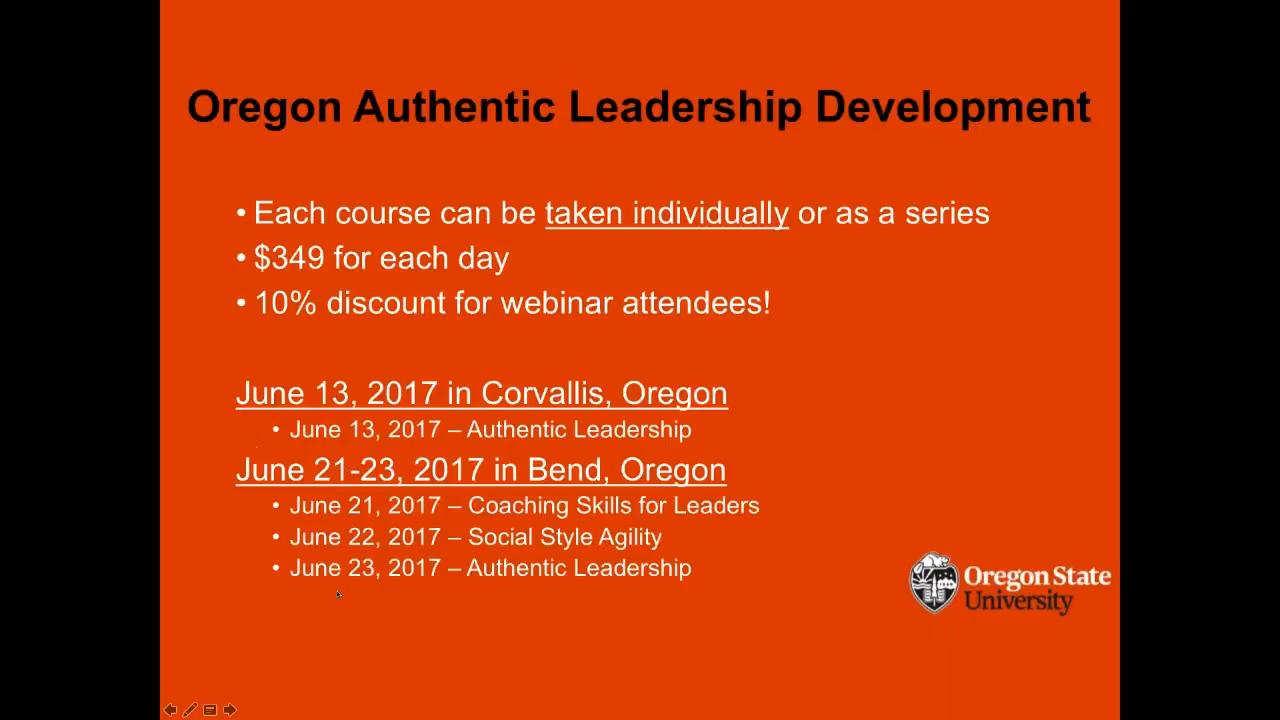 Oregon Authentic Leadership Development
• Each course can be taken individually or as a series
• $349 for each day
• 10% discount for webinar attendees!
June 13, 2017 in Corvallis, Oregon
• June 13, 2017 – Authentic Leadership
June 21-23, 2017 in Bend, Oregon
• June 21, 2017 – Coaching Skills for Leaders
• June 22, 2017 – Social Style Agility
• June 23, 2017 – Authentic Leadership
Oregon State
University